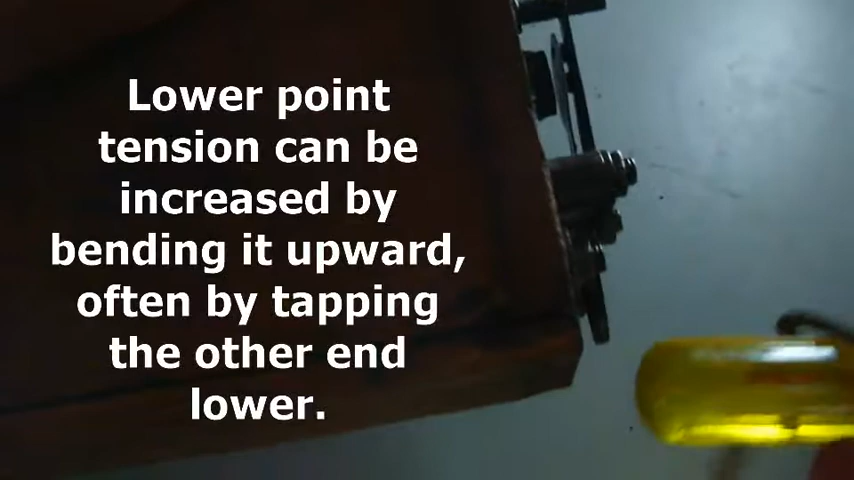 Lower point
tension can be
increased by
bending it upward,
often by tapping
the other end
lower.